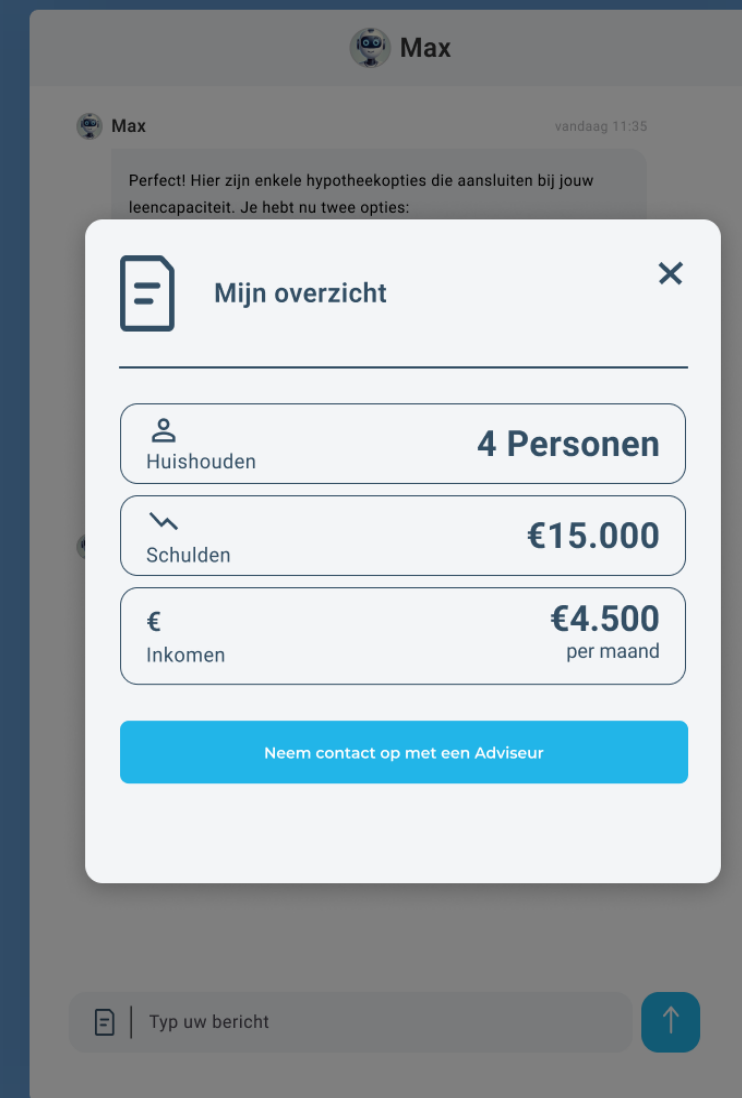 Max
Max
vandaag 11:35
Perfect! Hier zijn enkele hypotheekopties die aansluiten bij jouw
leencapaciteit. Je hebt nu twee opties:
Mijn overzicht
Huishouden
4 Personen
Schulden
€15.000
€
Inkomen
€4.500
per maand
Neem contact op met een Adviseur
Typ uw bericht